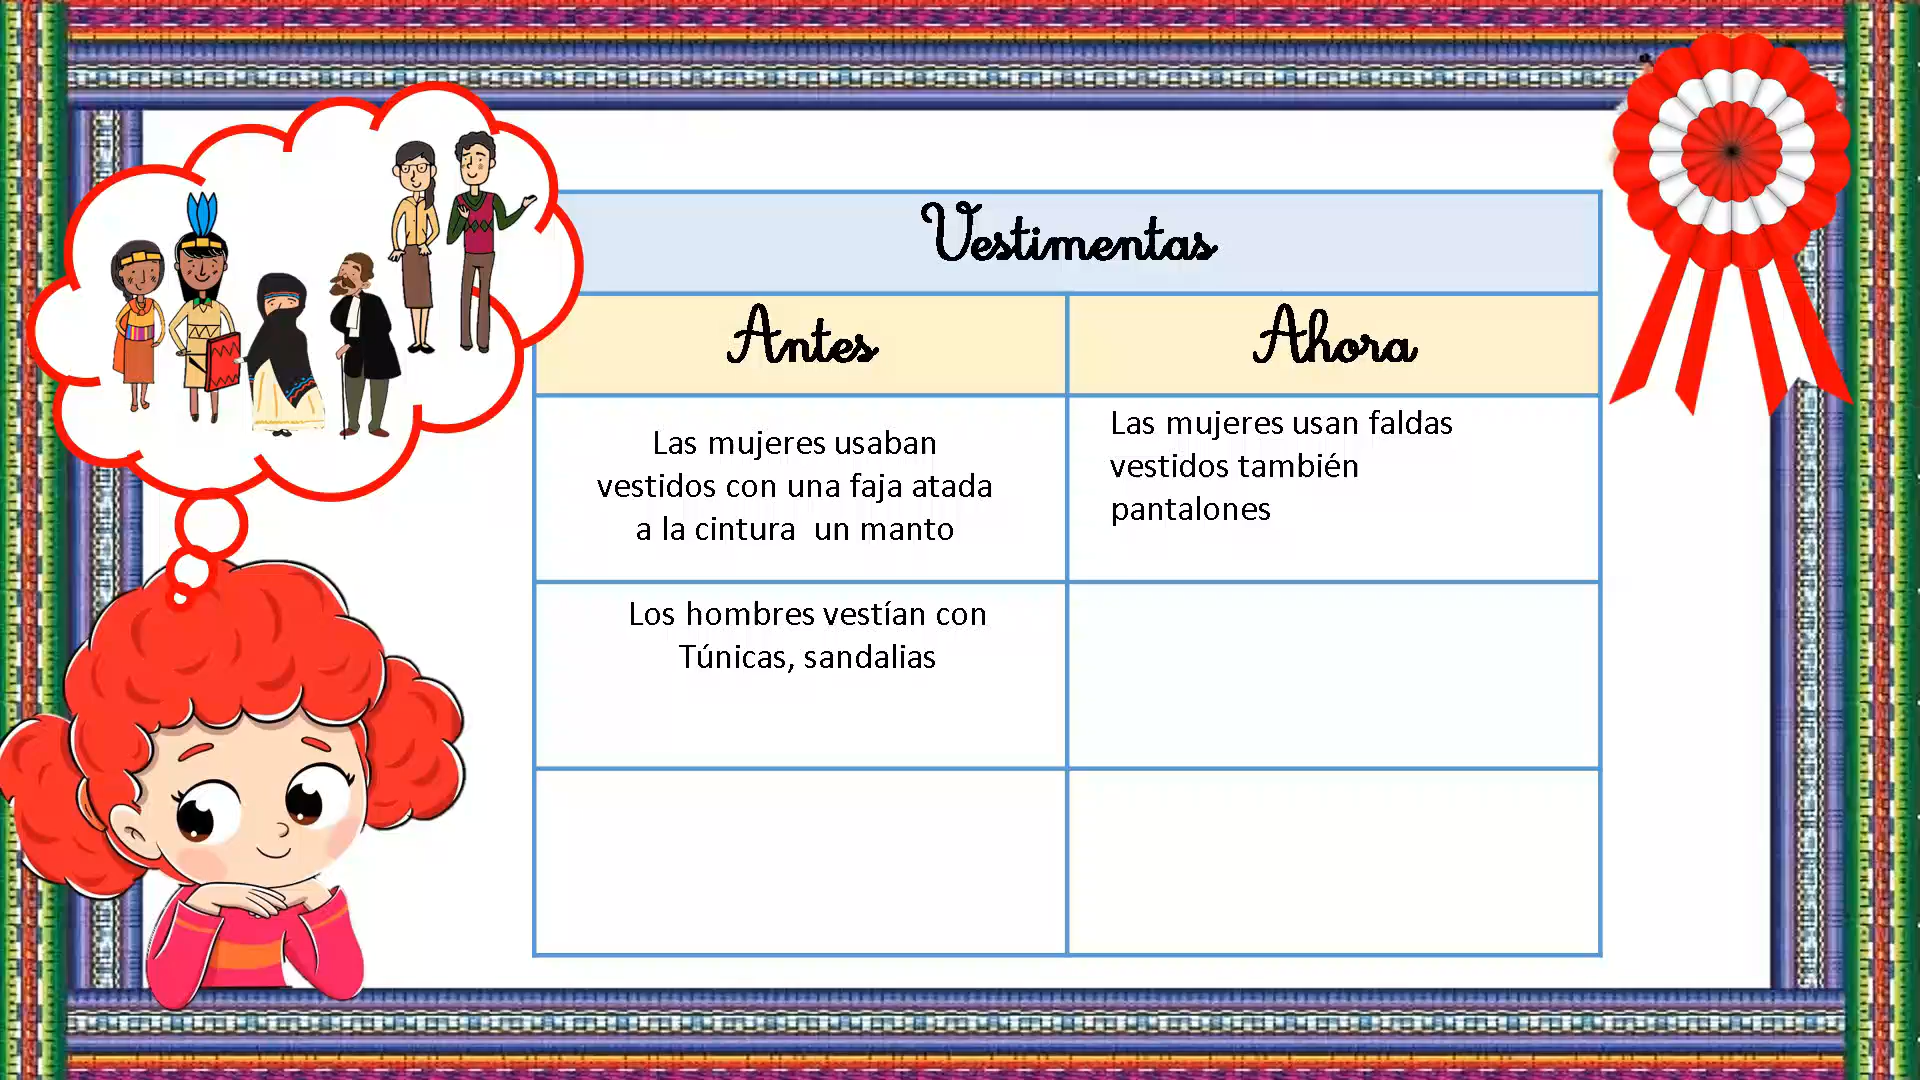 Vestimentas
Antes
Ahora
Las mujeres usaban
vestidos con una faja atada
a la cintura  un manto
Las mujeres usan faldas
vestidos también
pantalones
Los hombres vestían con
Túnicas, sandalias